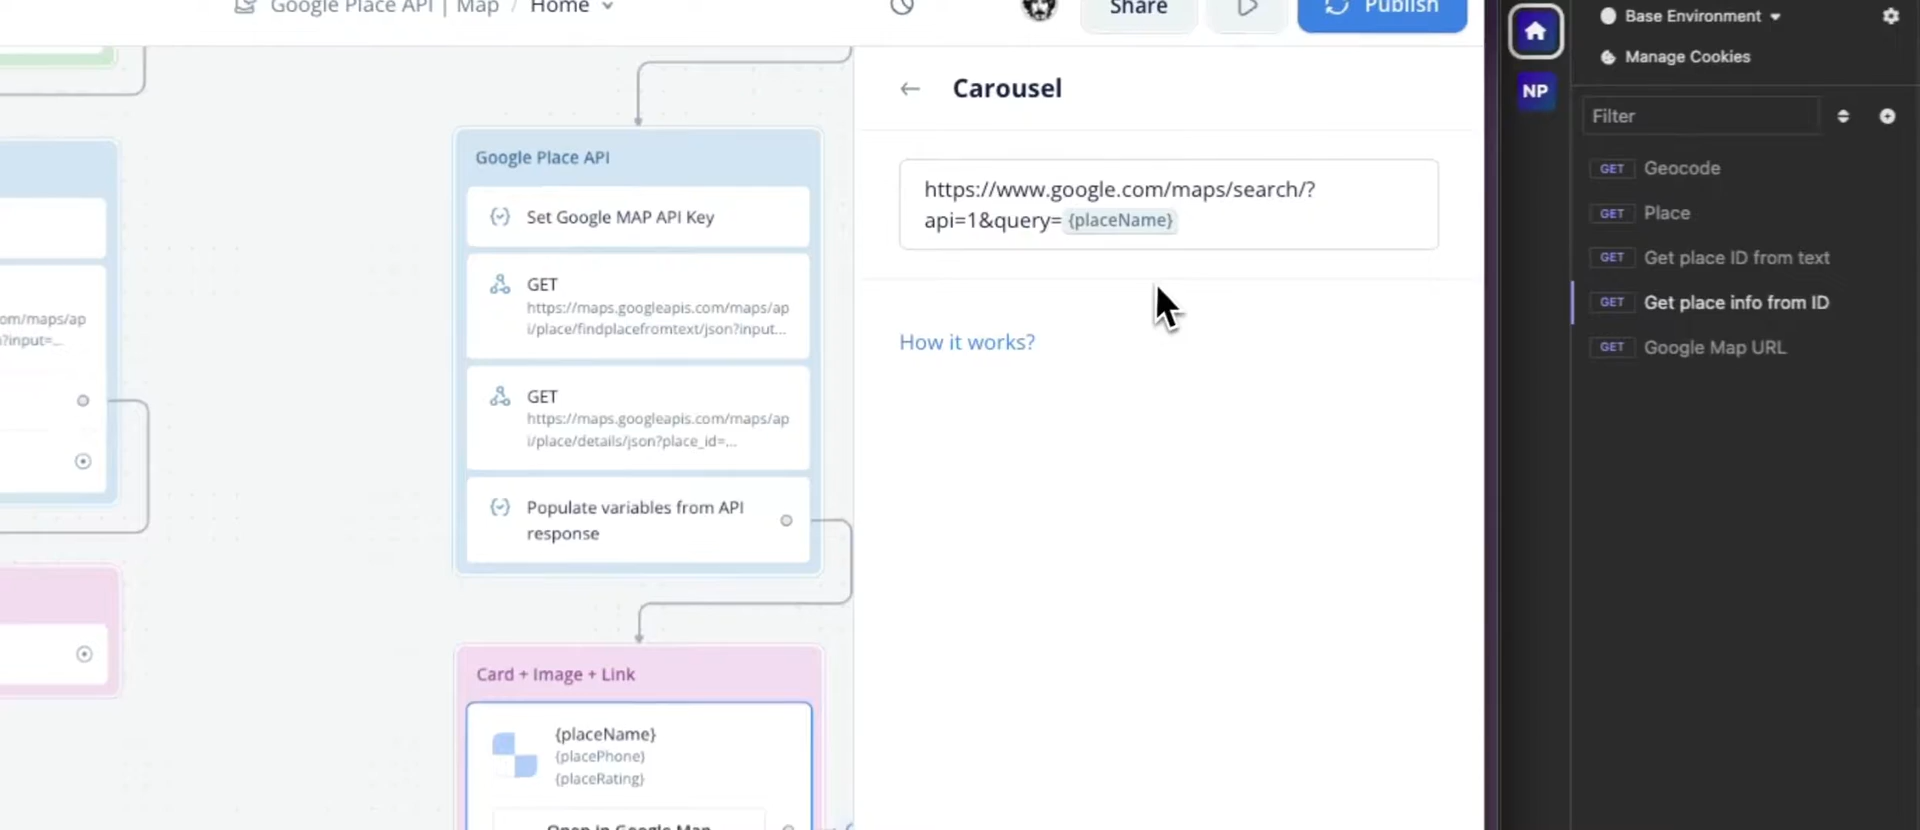 Google Place API | Map / Home
Share
Publish
om/maps/ap
?input=...
Google Place API
Set Google MAP API Key
GET
https://maps.googleapis.com/maps/ap
i/place/findplacefromtext/json?input...
GET
https://maps.googleapis.com/maps/ap
i/place/details/json?place_id=...
Populate variables from API
response
Card + Image + Link
{placeName}
{placePhone}
{placeRating}
Open in Google Map
← Carousel
https://www.google.com/maps/search/?
api=1&query= {placeName}
How it works?
NP
Base Environment
Manage Cookies
Filter
GET Geocode
GET Place
GET Get place ID from text
GET Get place info from ID
GET Google Map URL